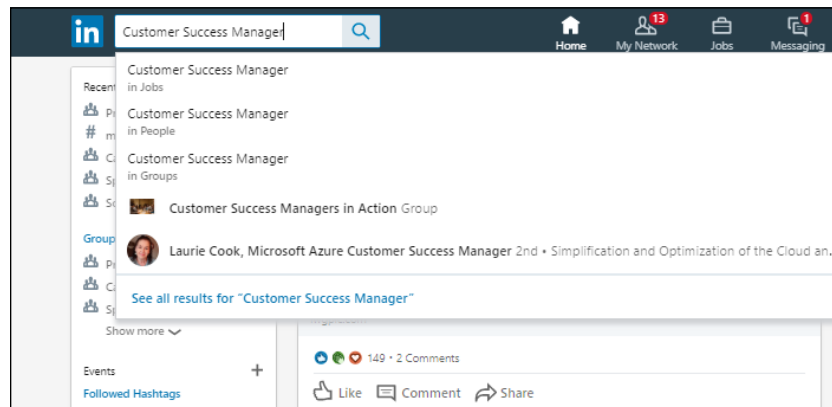 in
Customer Success Manager
Home
13
My Network
Jobs
1
Messaging
Customer Success Manager
in Jobs
Customer Success Manager
in People
Customer Success Manager
in Groups
Customer Success Managers in Action Group
Laurie Cook, Microsoft Azure Customer Success Manager 2nd • Simplification and Optimization of the Cloud an..
See all results for "Customer Success Manager"
Recent
#
Group
Show more
Events +
Followed Hashtags
149 • 2 Comments
Like Comment Share